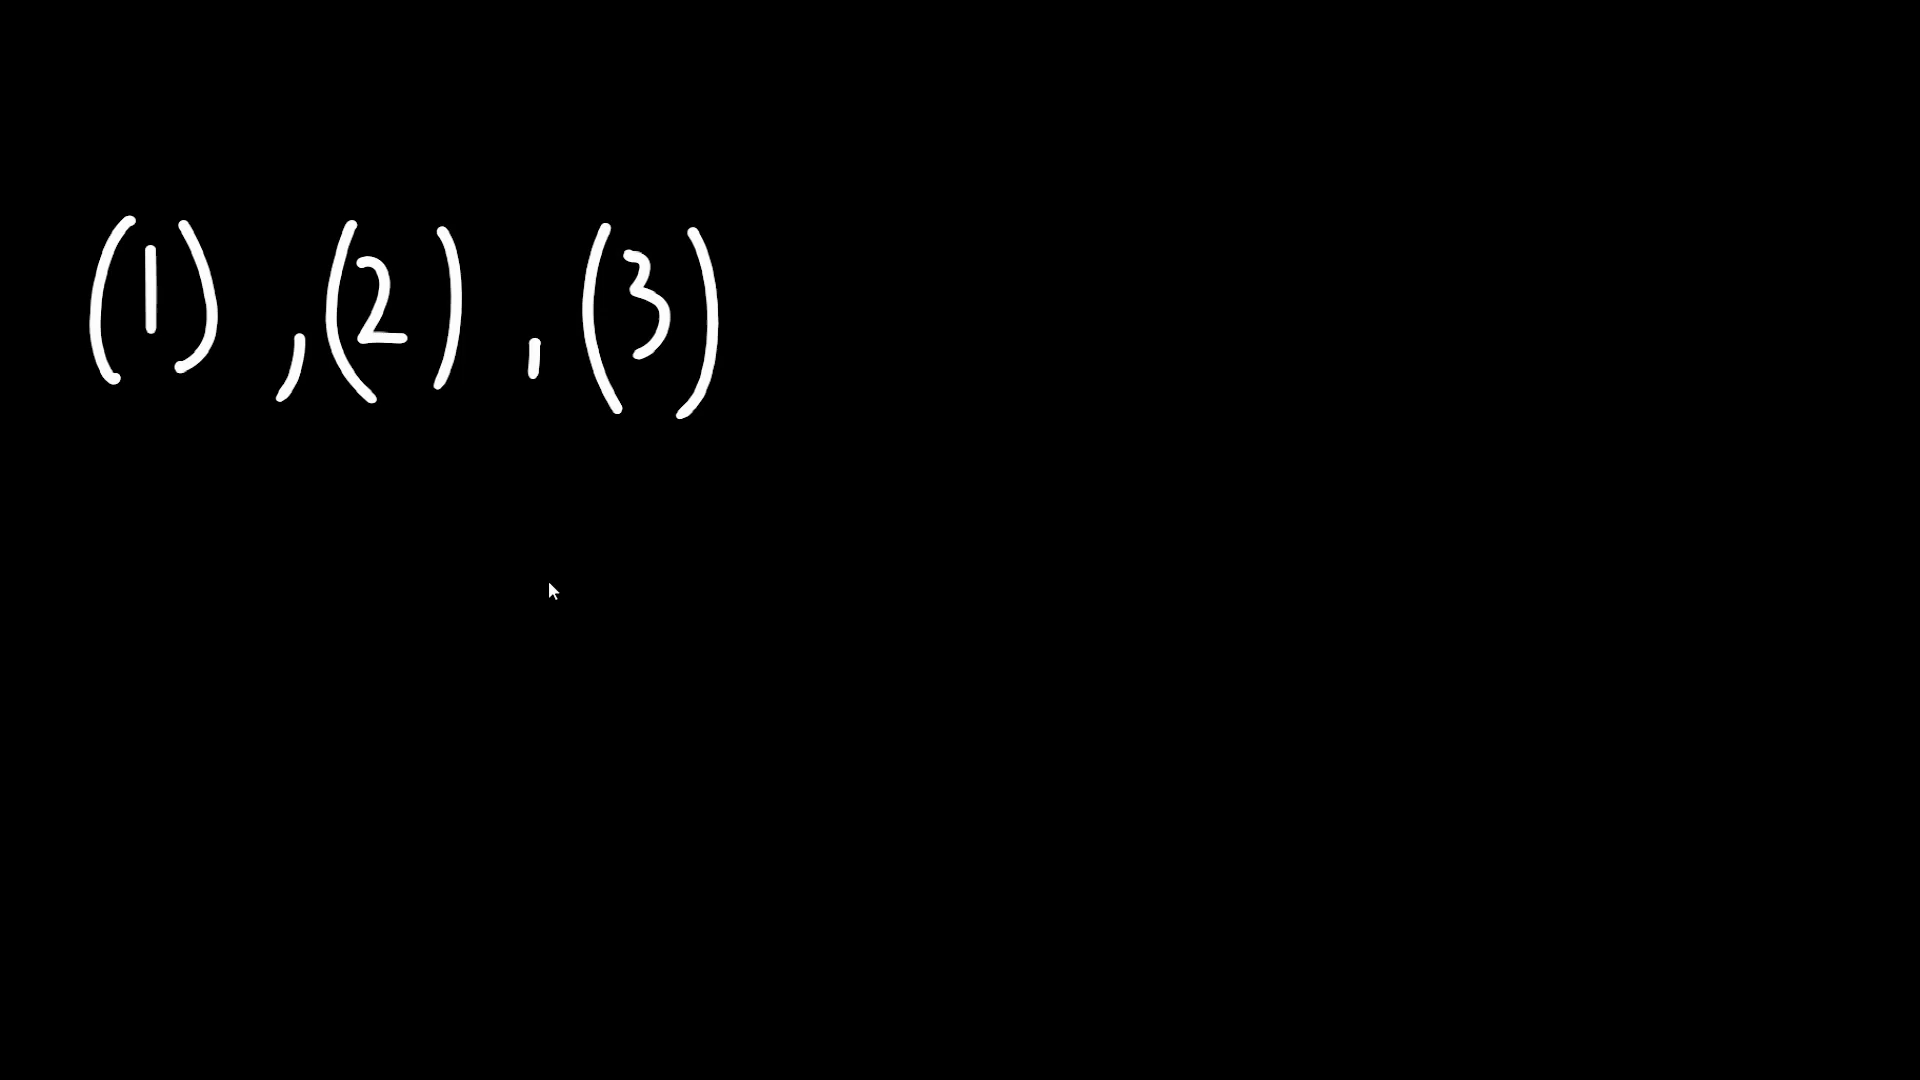 (1) , (2) , (3)